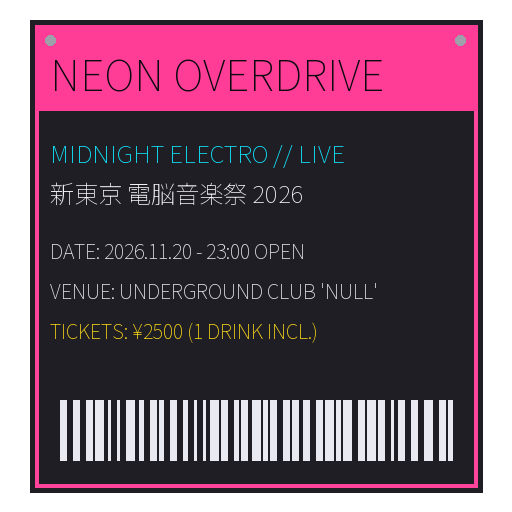 NEON OVERDRIVE
MIDNIGHT ELECTRO // LIVE
新東京 電脳音楽祭 2026
DATE: 2026.11.20 - 23:00 OPEN
VENUE: UNDERGROUND CLUB 'NULL'
TICKETS: ¥2500 (1 DRINK INCL.)